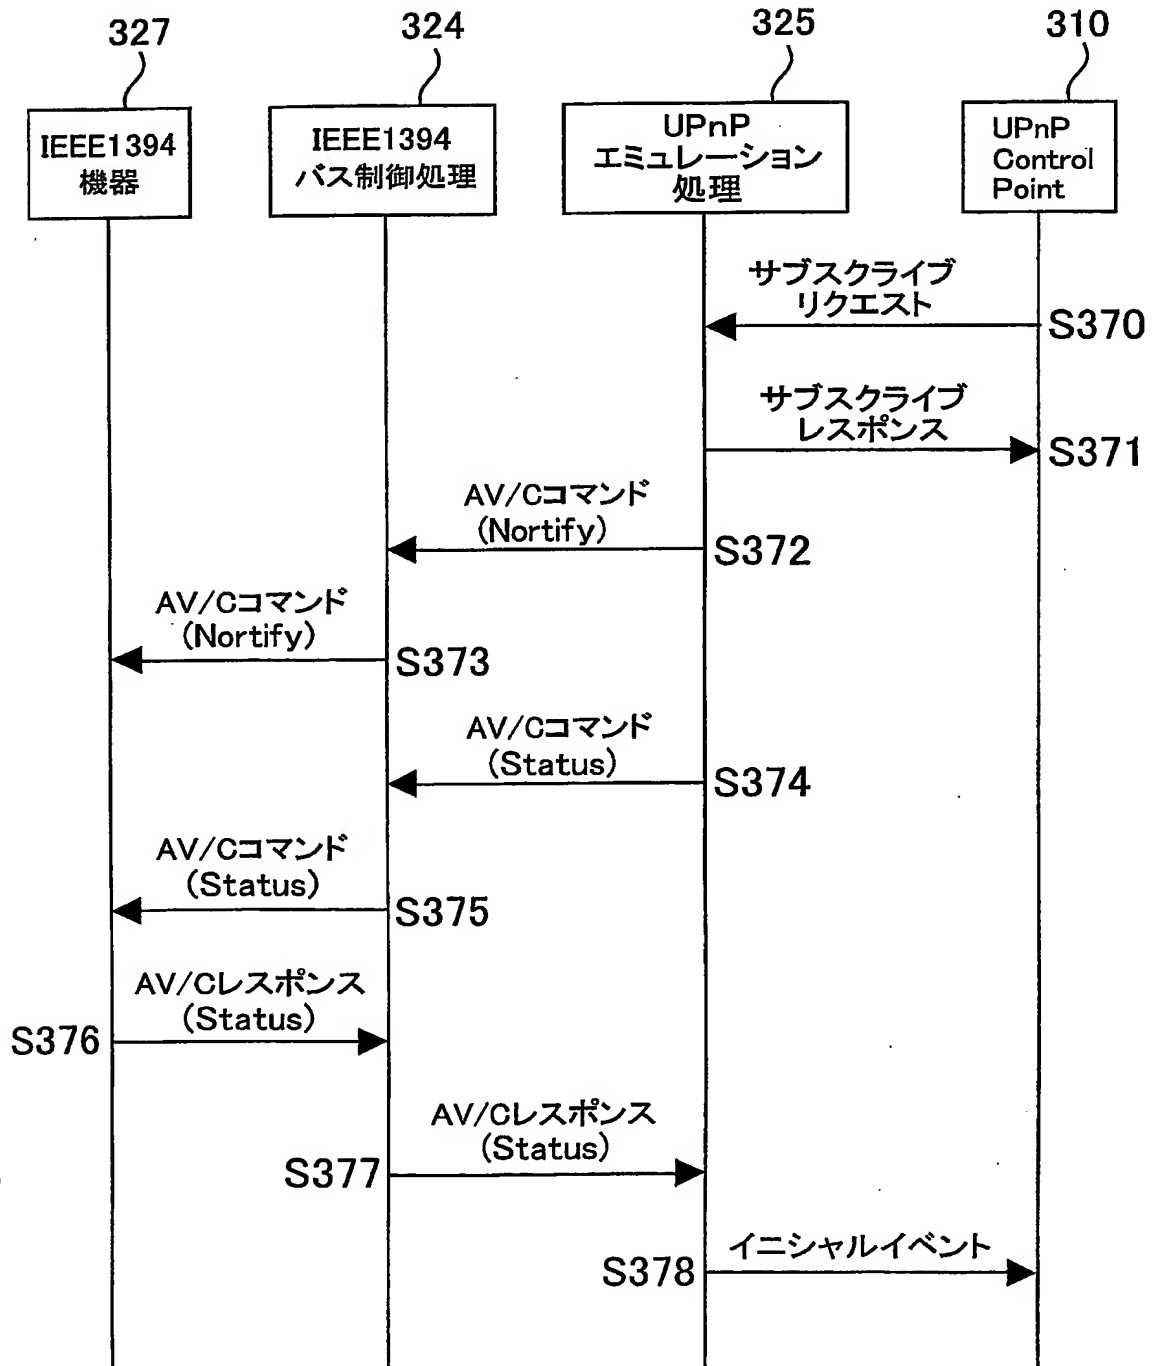 327
324
325
310
IEEE1394
機器
IEEE1394
バス制御処理
UPnP
エミュレーション
処理
UPnP
Control
Point
サブスクライブ
リクエスト
S370
サブスクライブ
レスポンス
S371
AV/Cコマンド
(Nortify)
S372
AV/Cコマンド
(Nortify)
S373
AV/Cコマンド
(Status)
S374
AV/Cコマンド
(Status)
S375
AV/Cレスポンス
(Status)
S376
AV/Cレスポンス
(Status)
S377
イニシャルイベント
S378